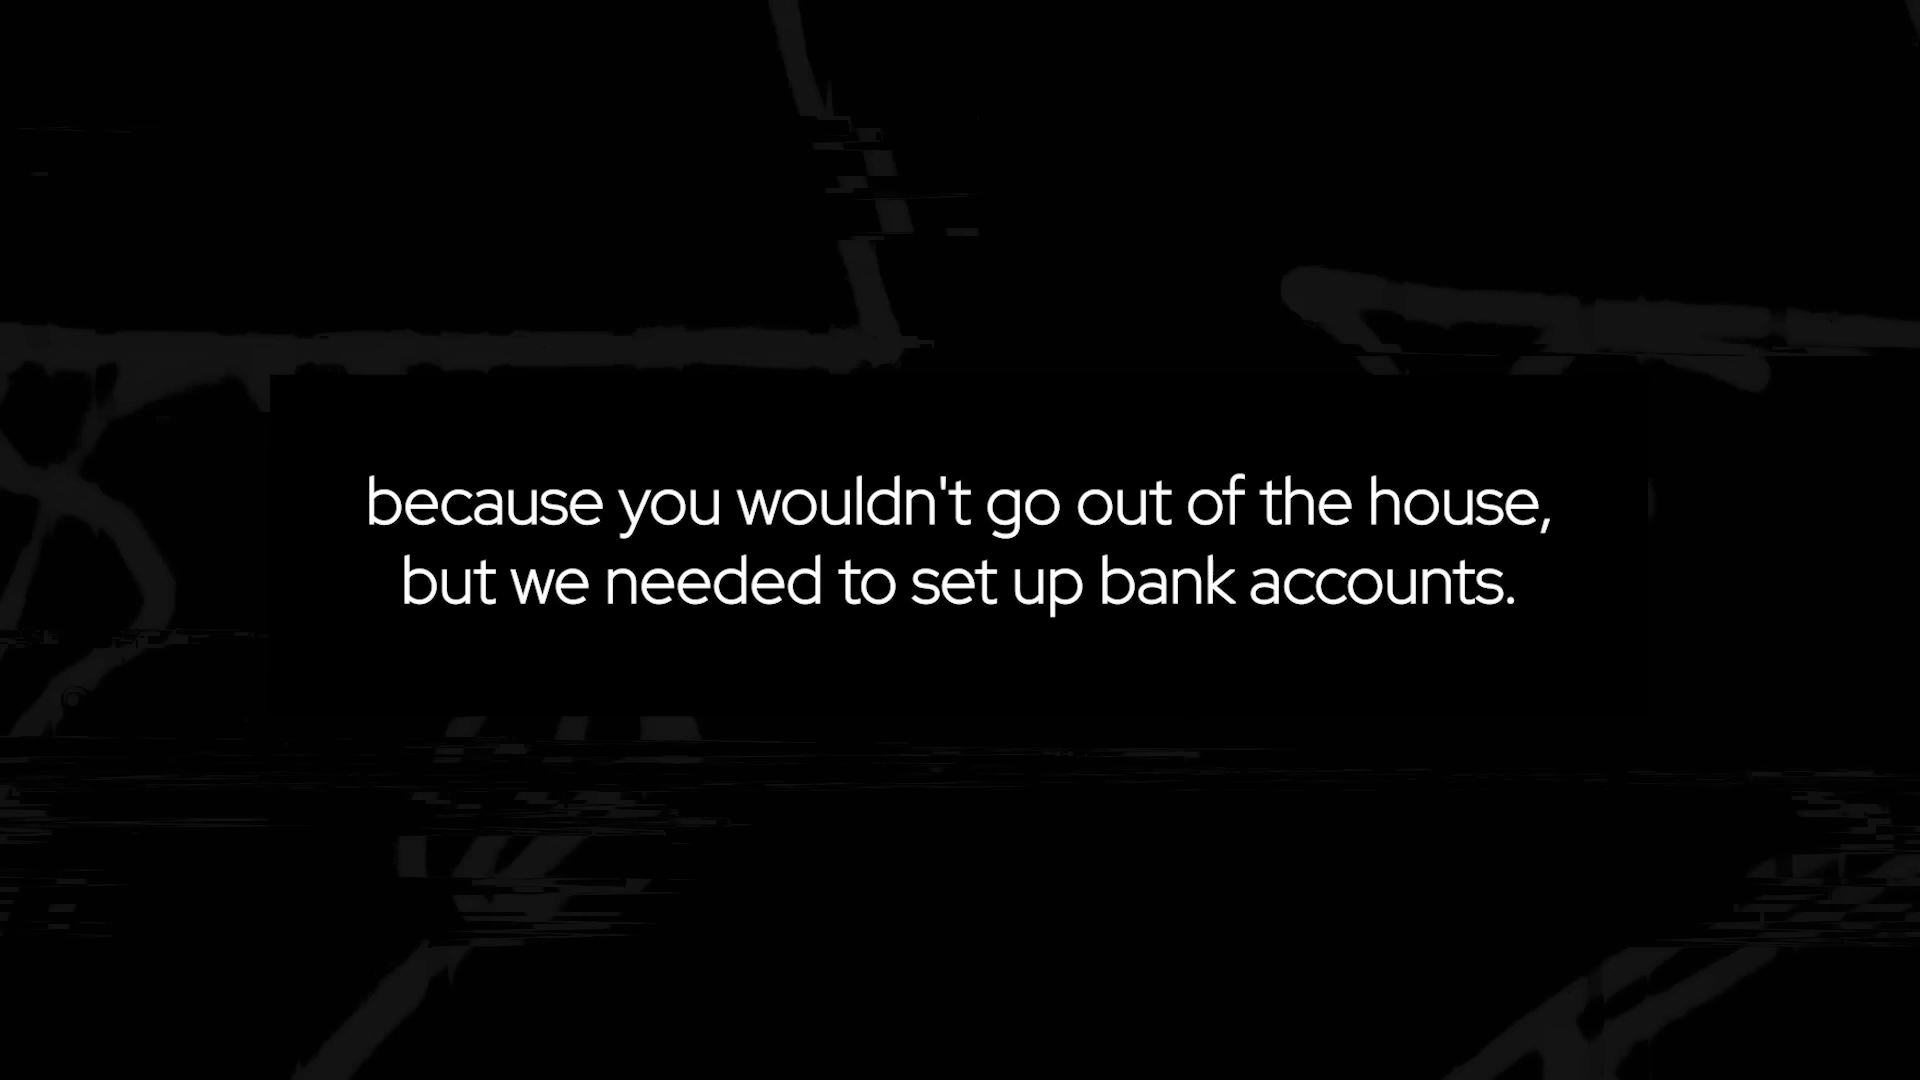 because you wouldn't go out of the house,
but we needed to set up bank accounts.